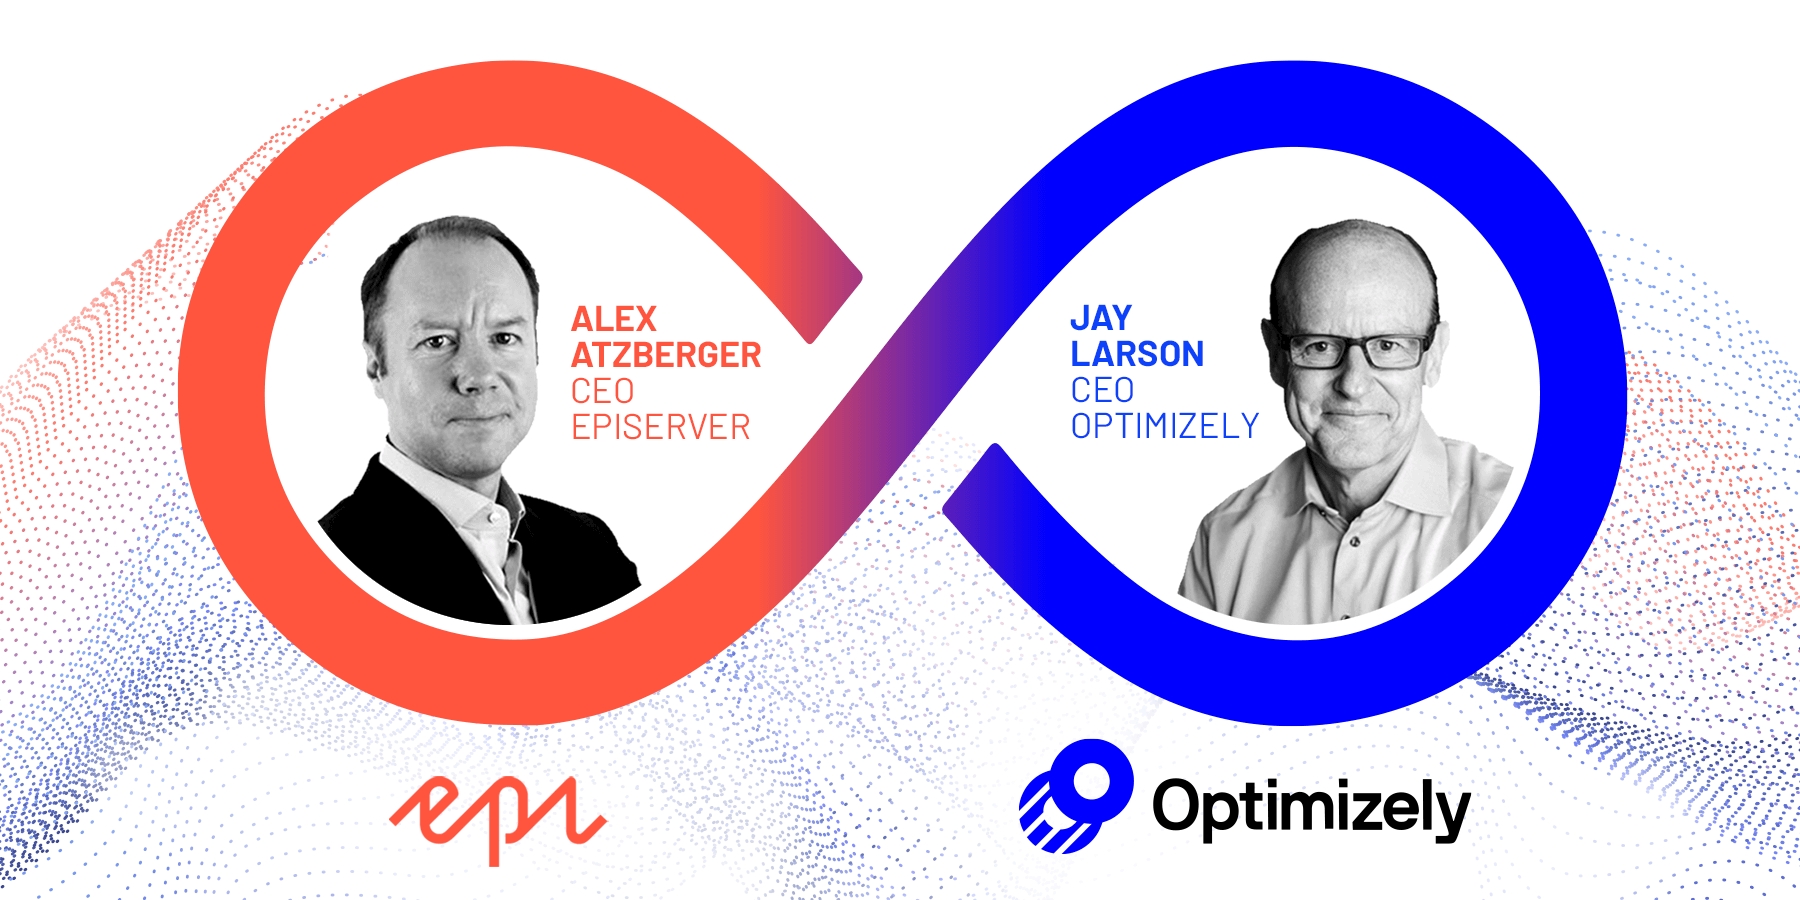 ALEX
ATZBERGER
CEO
EPISERVER
JAY
LARSON
CEO
OPTIMIZELY
epi
Optimizely